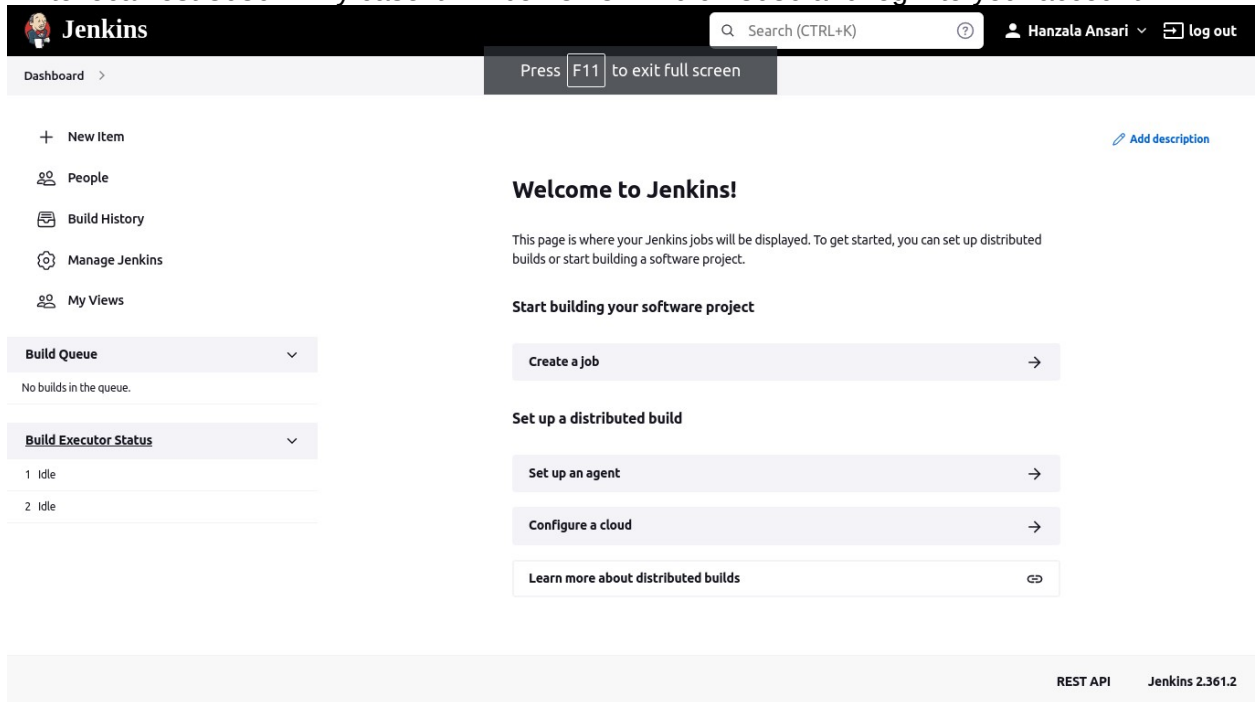 Jenkins
Search (CTRL+K)
Hanzala Ansari
log out
Dashboard
Press F11 to exit full screen
New Item
Add description
People
Welcome to Jenkins!
Build History
This page is where your Jenkins jobs will be displayed. To get started, you can set up distributed
builds or start building a software project.
Manage Jenkins
My Views
Start building your software project
Build Queue
Create a job
No builds in the queue.
Set up a distributed build
Build Executor Status
1 Idle
Set up an agent
2 Idle
Configure a cloud
Learn more about distributed builds
REST API
Jenkins 2.361.2